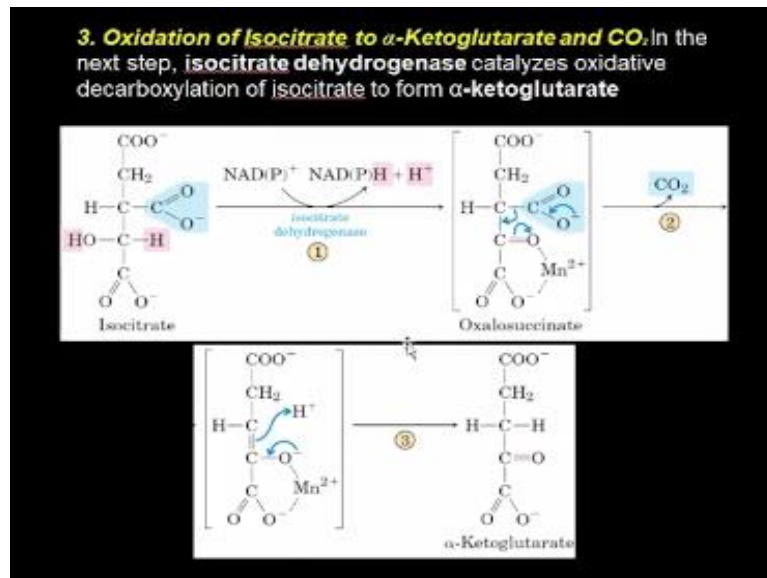 3. Oxidation of Isocitrate to α-Ketoglutarate and CO₂ In the
next step, isocitrate dehydrogenase catalyzes oxidative
decarboxylation of isocitrate to form α-ketoglutarate
COO⁻
CH₂
H—C—C
O
O⁻
HO—C—H
C
O O⁻
Isocitrate
NAD(P)⁺ NAD(P)H + H⁺
isocitrate
dehydrogenase
①
COO⁻
CH₂
H—C—C
O
O⁻
C=O
C
O O⁻
Mn²⁺
Oxalosuccinate
CO₂
②
COO⁻
CH₂
H—C
H⁺
C—O⁻
C
O O⁻
Mn²⁺
③
COO⁻
CH₂
H—C—H
C=O
C
O O⁻
α-Ketoglutarate